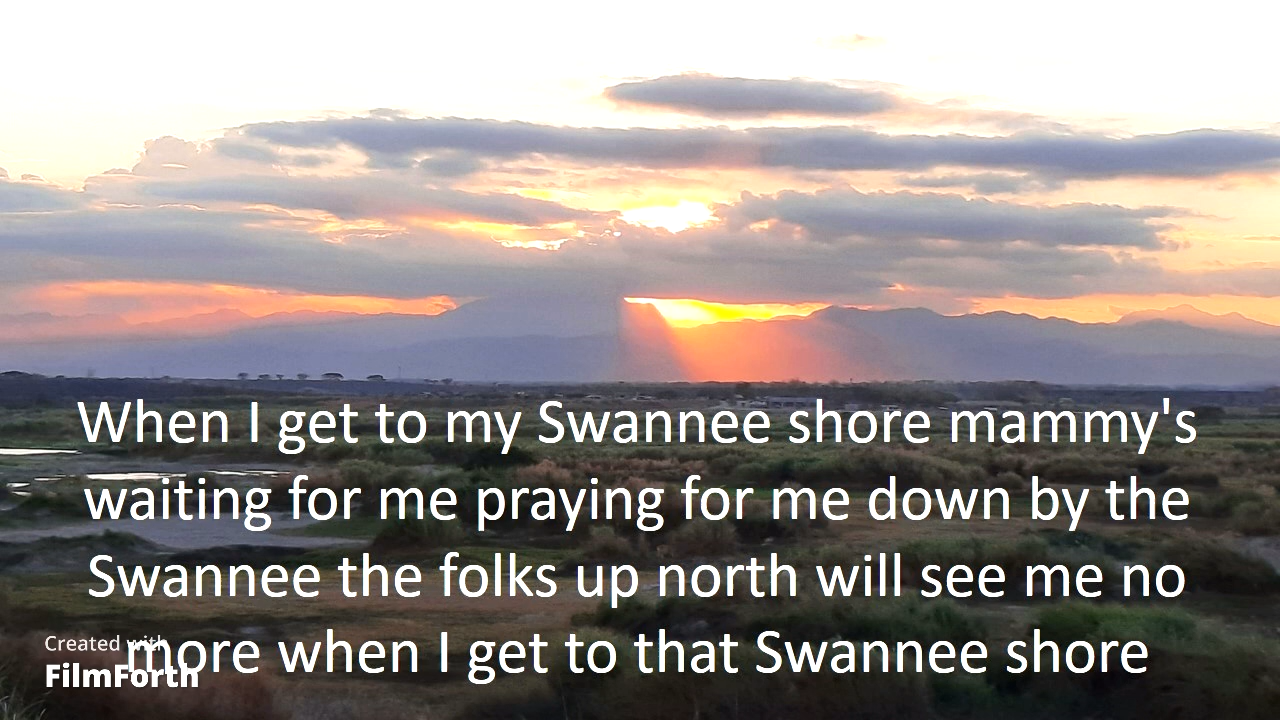 When I get to my Swannee shore mammy's
waiting for me praying for me down by the
Swannee the folks up north will see me no
more when I get to that Swannee shore
Created with
FilmForth